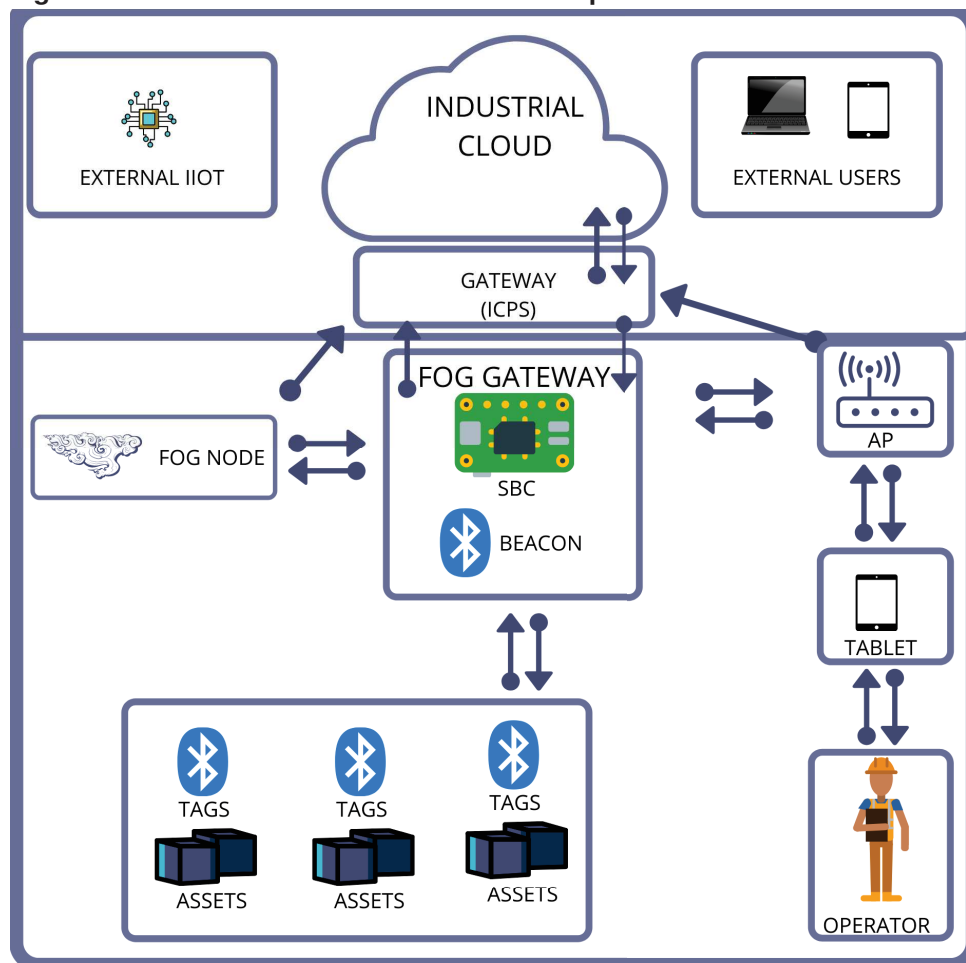 INDUSTRIAL
CLOUD
EXTERNAL IIOT
EXTERNAL USERS
GATEWAY
(ICPS)
FOG GATEWAY
SBC
BEACON
FOG NODE
AP
TABLET
TAGS
TAGS
TAGS
ASSETS
ASSETS
ASSETS
OPERATOR